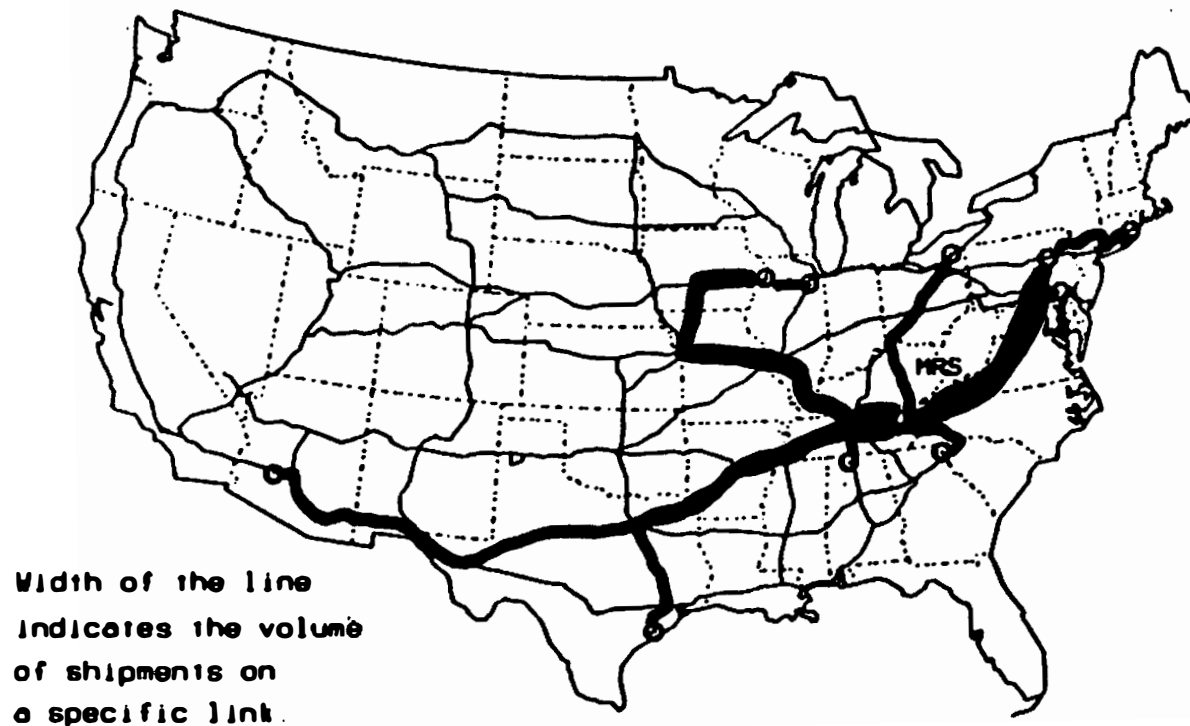 MRS
Width of the line
indicates the volume
of shipments on
a specific link.